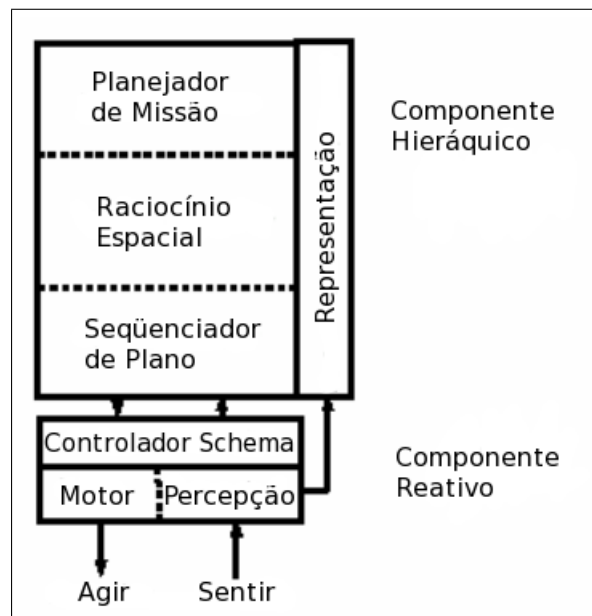 Planejador
de Missão
Raciocínio
Espacial
Seqüenciador
de Plano
Representação
Componente
Hieráquico
Controlador Schema
Motor
Percepção
Componente
Reativo
Agir
Sentir